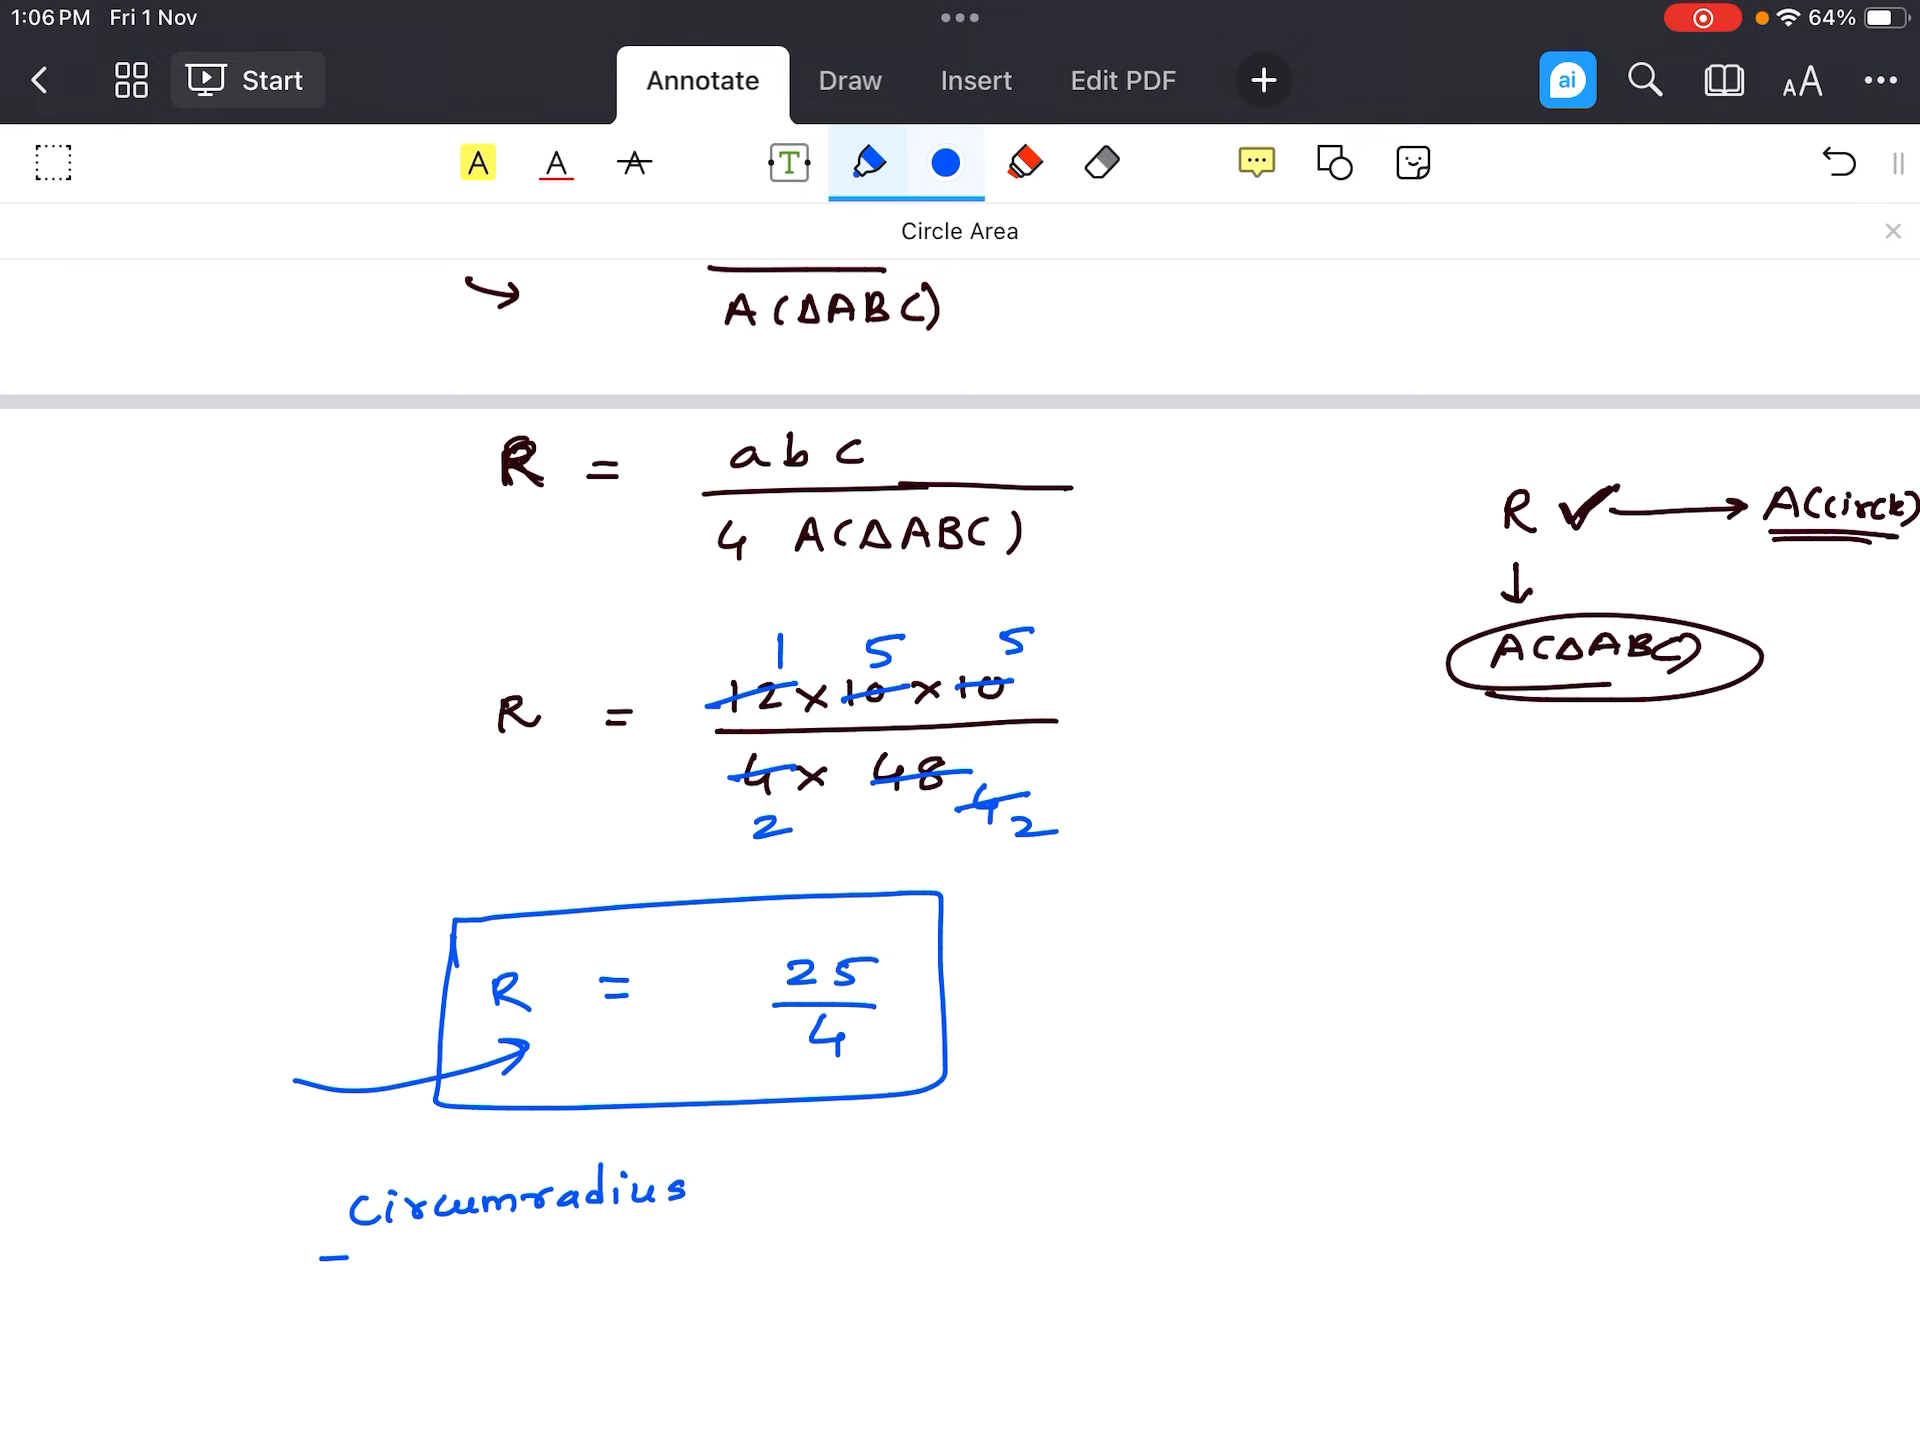 1:06 PM Fri 1 Nov 64%
Start Annotate Draw Insert Edit PDF + ai AA
A A A T
Circle Area
A(ΔABC)
R = abc / 4 A(ΔABC)
R ✓ → A(circle)
↓
A(ΔABC)
1 5 5
R = 12 x 10 x 10 / 4 x 48
4
2 2
R = 25 / 4
circumradius